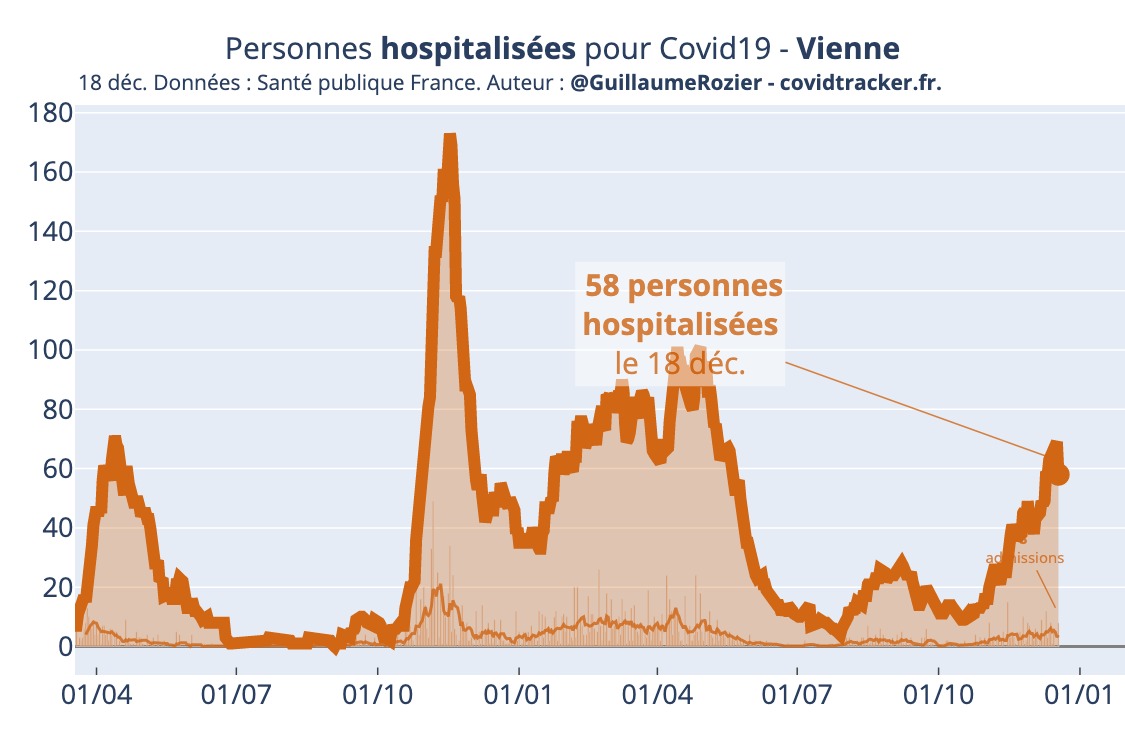 Personnes hospitalisées pour Covid19 - Vienne
18 déc. Données : Santé publique France. Auteur : @GuillaumeRozier - covidtracker.fr.
180
160
140
120
100
80
60
40
20
0
58 personnes
hospitalisées
le 18 déc.
admissions
01/04 01/07 01/10 01/01 01/04 01/07 01/10 01/01